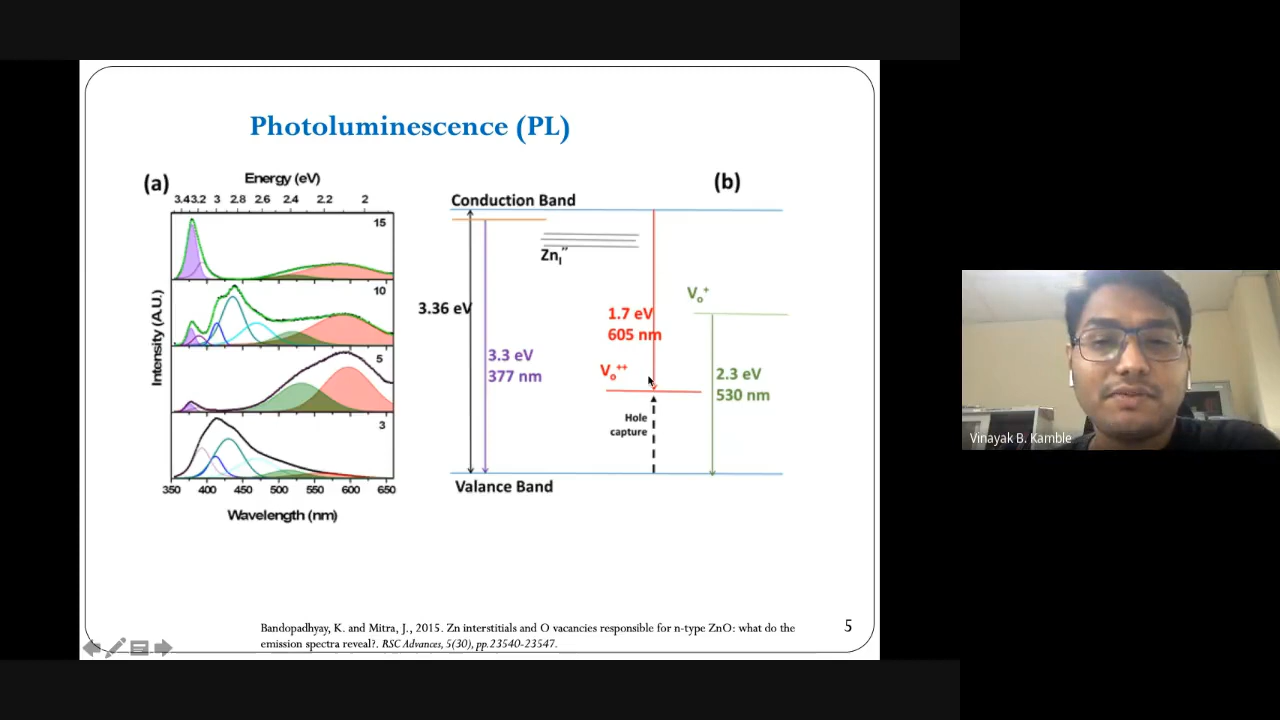 Photoluminescence (PL)
(a)
Energy (eV)
3.43.2 3 2.8 2.6 2.4 2.2 2
15
10
5
3
Intensity (A.U.)
350 400 450 500 550 600 650
Wavelength (nm)
(b)
Conduction Band
Znᵢ″
3.36 eV
3.3 eV
377 nm
1.7 eV
605 nm
Vₒ⁺⁺
Hole
capture
Vₒ⁺
2.3 eV
530 nm
Valance Band
Bandopadhyay, K. and Mitra, J., 2015. Zn interstitials and O vacancies responsible for n-type ZnO: what do the
emission spectra reveal?. RSC Advances, 5(30), pp.23540-23547.
5
Vinayak B. Kamble